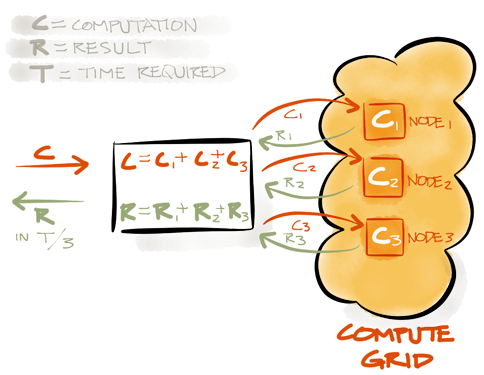 C = COMPUTATION
R = RESULT
T = TIME REQUIRED
C
R
IN T/3
C = C1 + C2 + C3
R = R1 + R2 + R3
C1
R1
C2
R2
C3
R3
C1 NODE 1
C2 NODE 2
C3 NODE 3
COMPUTE
GRID